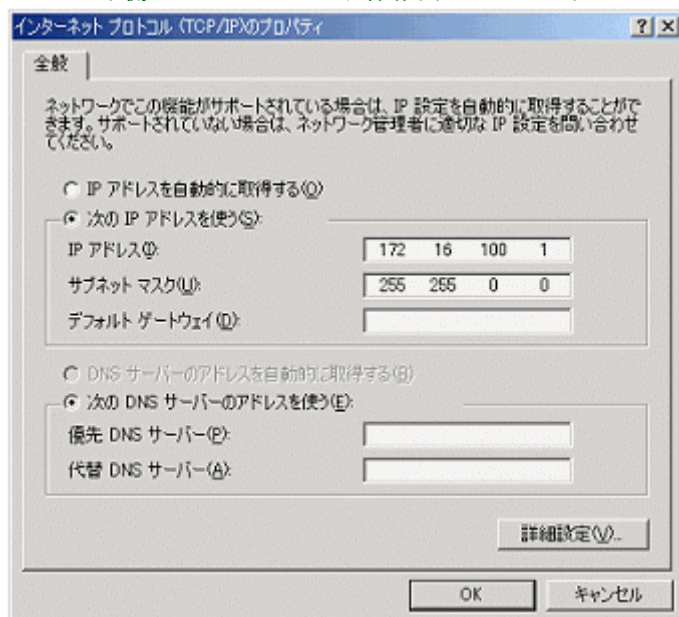 インターネット プロトコル (TCP/IP)のプロパティ
全般
ネットワークでこの機能がサポートされている場合は、IP 設定を自動的に取得することがで
きます。サポートされていない場合は、ネットワーク管理者に適切な IP 設定を問い合わせ
てください。
IP アドレスを自動的に取得する(O)
次の IP アドレスを使う(S):
IP アドレス(I): 172 16 100 1
サブネット マスク(U): 255 255 0 0
デフォルト ゲートウェイ(D):
DNS サーバーのアドレスを自動的に取得する(B)
次の DNS サーバーのアドレスを使う(E):
優先 DNS サーバー(P):
代替 DNS サーバー(A):
詳細設定(V)...
OK キャンセル